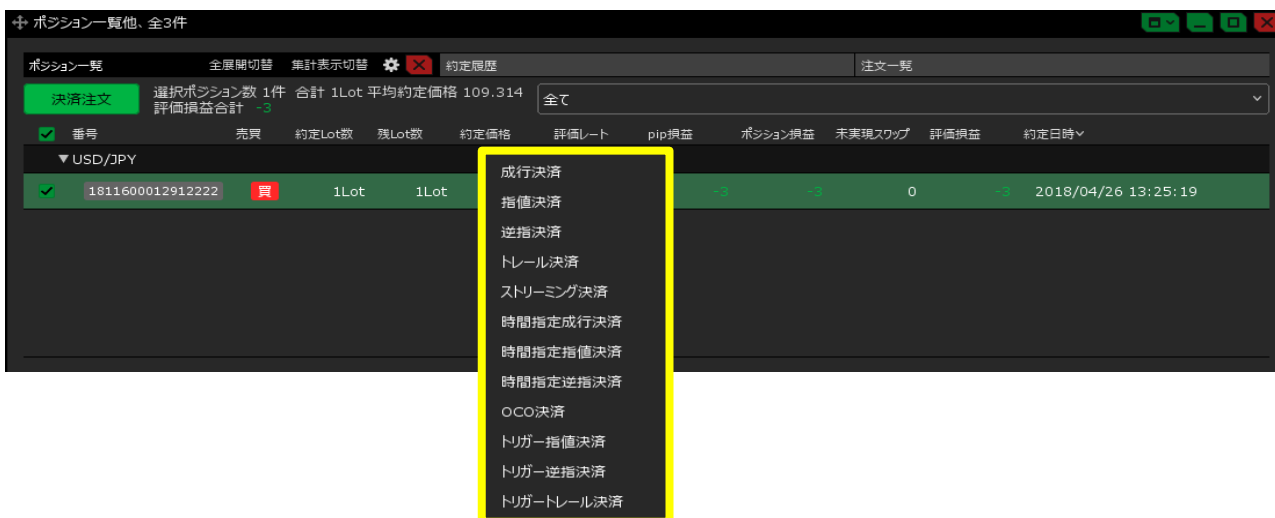 ポジション一覧他、全3件
ポジション一覧 全展開切替 集計表示切替 約定履歴 注文一覧
決済注文 選択ポジション数 1件 合計 1Lot 平均約定価格 109.314
評価損益合計 -3
全て
番号 売買 約定Lot数 残Lot数 約定価格 評価レート pip損益 ポジション損益 未実現スワップ 評価損益 約定日時
▼USD/JPY
1811600012912222 買 1Lot 1Lot -3 -3 0 -3 2018/04/26 13:25:19
成行決済
指値決済
逆指決済
トレール決済
ストリーミング決済
時間指定成行決済
時間指定指値決済
時間指定逆指決済
OCO決済
トリガー指値決済
トリガー逆指決済
トリガートレール決済